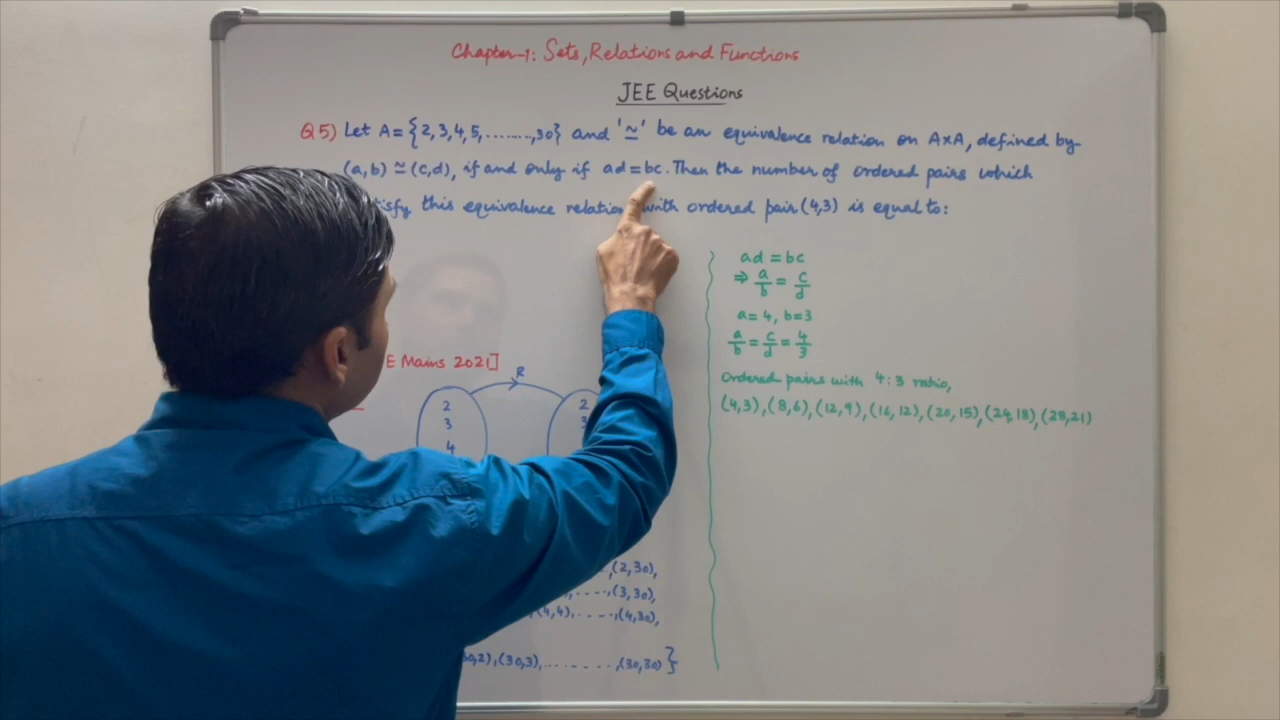 Chapter-1: Sets, Relations and Functions
JEE Questions
Q 5) Let A = {2, 3, 4, 5, ........, 30} and '≃' be an equivalence relation on A×A, defined by
(a, b) ≃ (c, d), if and only if ad = bc. Then the number of ordered pairs which
this equivalence relation with ordered pair (4,3) is equal to:
Mains 2021]
R
2
3
4
2
,(2,30),
. - - . ,(3,30),
(4,4), . - - - ,(4,30),
,2),(30,3), . . - - . . . . ,(30,30) }
ad = bc
⇒ a/b = c/d
a = 4, b = 3
a/b = c/d = 4/3
Ordered pairs with 4 : 3 ratio,
(4,3), (8,6), (12,9), (16,12), (20,15), (24,18), (28,21)